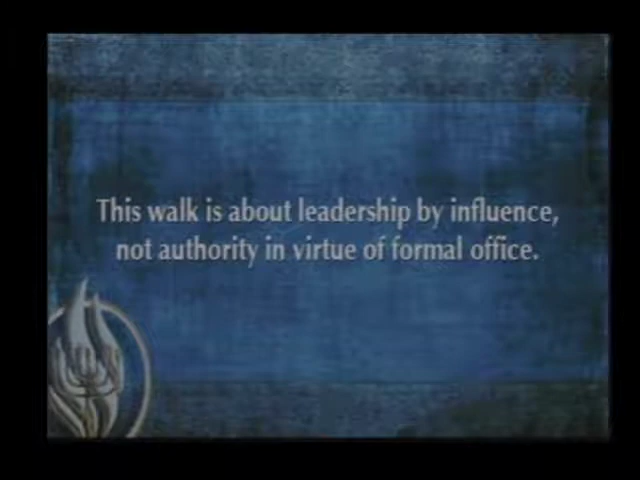 This walk is about leadership by influence,
not authority in virtue of formal office.